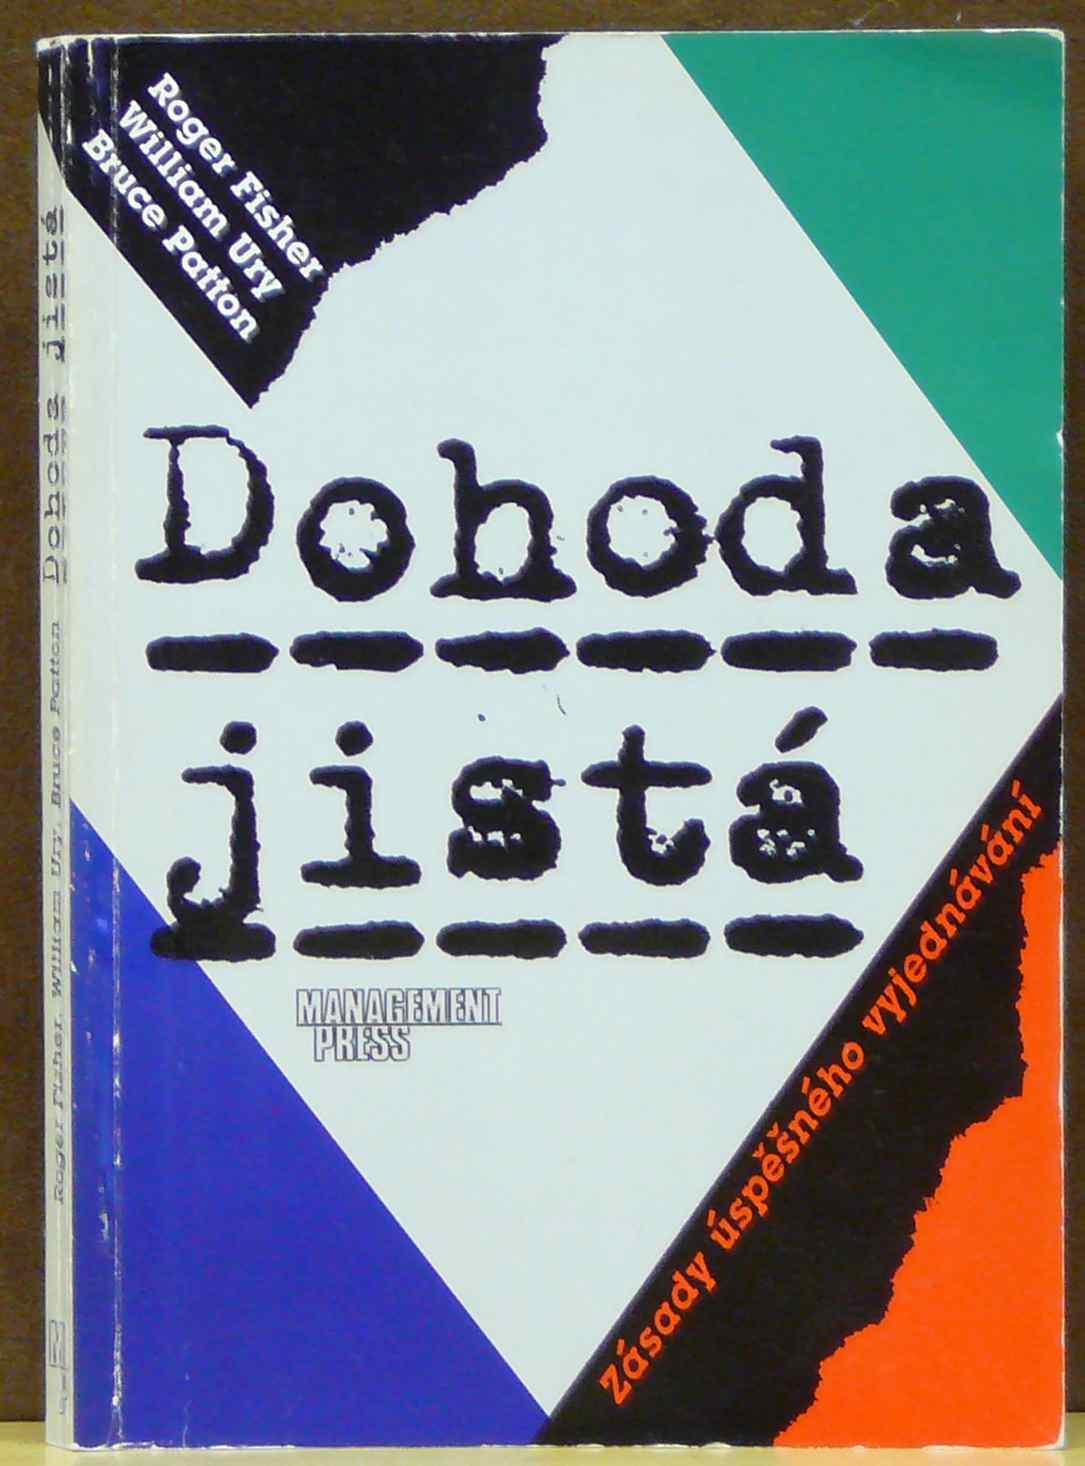 Roger Fisher
William Ury
Bruce Patton
Dohoda
jistá
MANAGEMENT
PRESS
Zásady úspěšného vyjednávání
Roger Fisher, William Ury, Bruce Patton Dohoda jistá